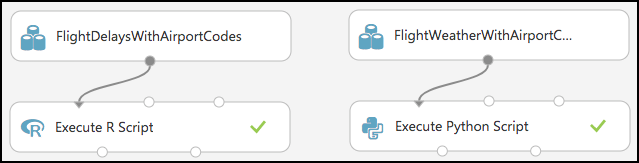 FlightDelaysWithAirportCodes
FlightWeatherWithAirportC...
Execute R Script
Execute Python Script